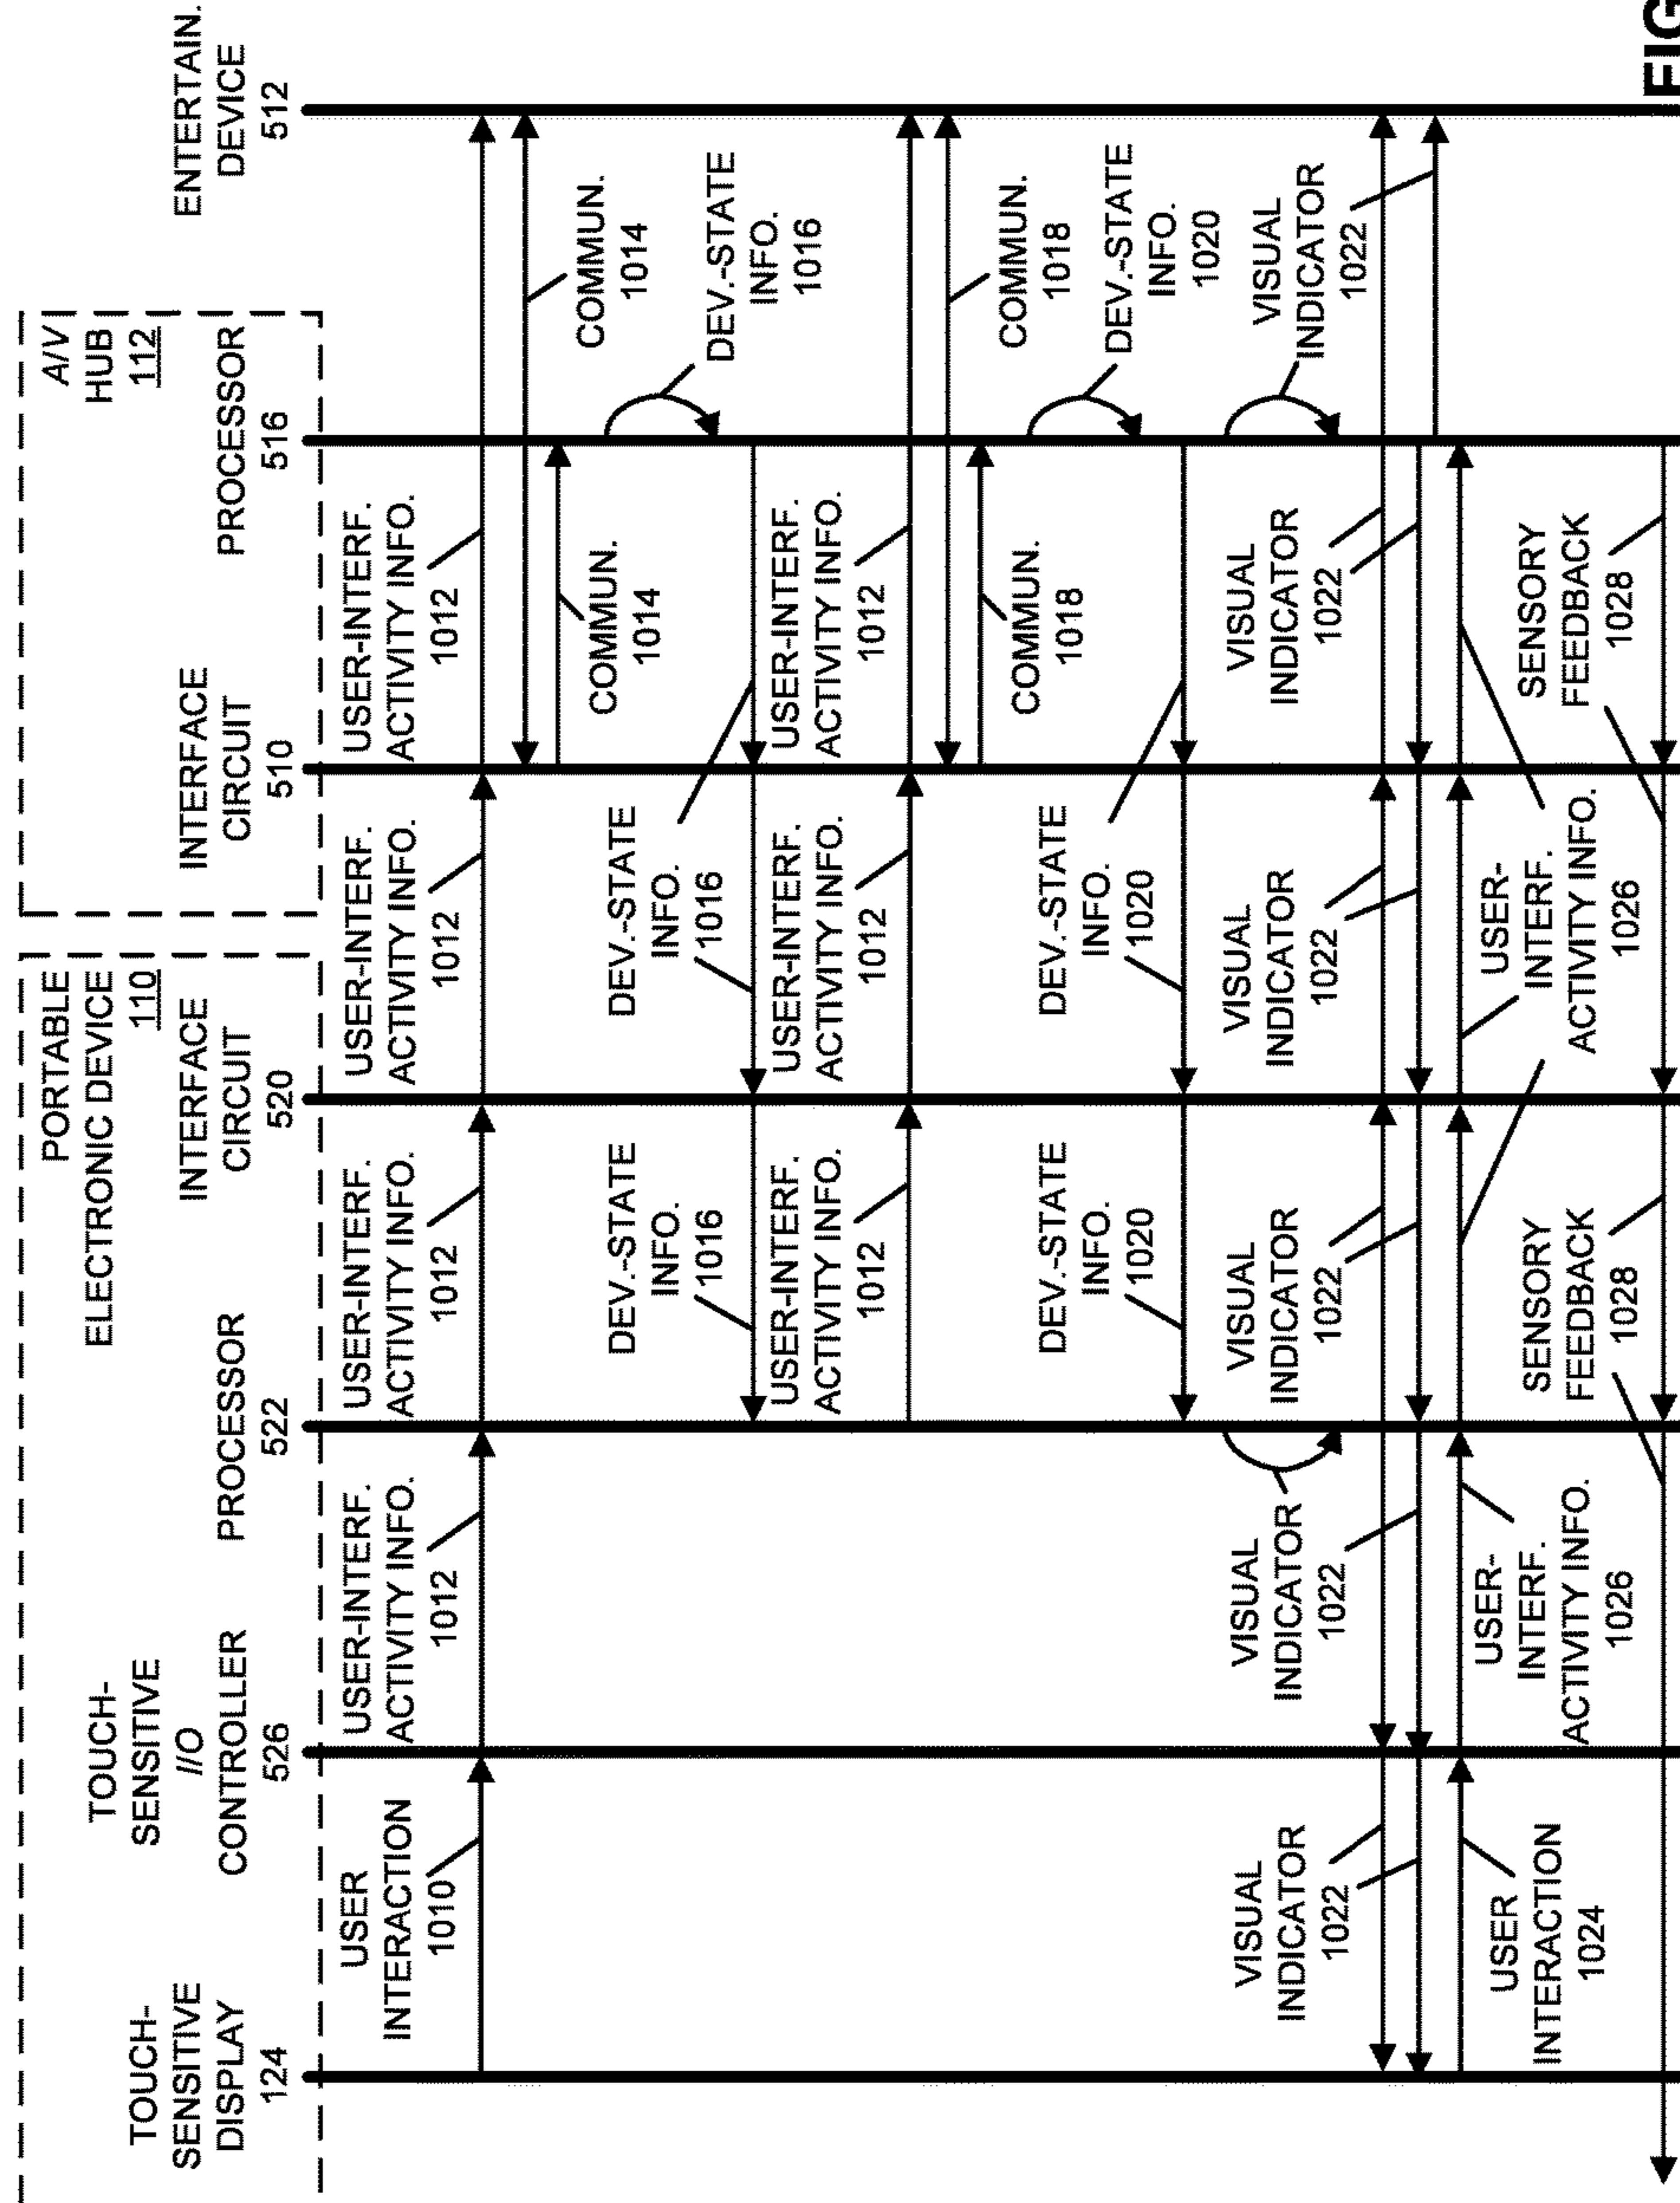 TOUCH-
SENSITIVE
DISPLAY
124
TOUCH-
SENSITIVE
I/O
CONTROLLER
526
PORTABLE
ELECTRONIC DEVICE
110
PROCESSOR
522
INTERFACE
CIRCUIT
520
INTERFACE
CIRCUIT
510
A/V
HUB
112
PROCESSOR
516
ENTERTAIN.
DEVICE
512
USER
INTERACTION
1010
USER-INTERF.
ACTIVITY INFO.
1012
USER-INTERF.
ACTIVITY INFO.
1012
USER-INTERF.
ACTIVITY INFO.
1012
USER-INTERF.
ACTIVITY INFO.
1012
COMMUN.
1014
COMMUN.
1014
DEV.-STATE
INFO.
1016
DEV.-STATE
INFO.
1016
DEV.-STATE
INFO.
1016
USER-INTERF.
ACTIVITY INFO.
1012
USER-INTERF.
ACTIVITY INFO.
1012
USER-INTERF.
ACTIVITY INFO.
1012
COMMUN.
1018
COMMUN.
1018
DEV.-STATE
INFO.
1020
DEV.-STATE
INFO.
1020
DEV.-STATE
INFO.
1020
VISUAL
INDICATOR
1022
VISUAL
INDICATOR
1022
VISUAL
INDICATOR
1022
VISUAL
INDICATOR
1022
VISUAL
INDICATOR
1022
VISUAL
INDICATOR
1022
USER
INTERACTION
1024
USER-
INTERF.
ACTIVITY INFO.
1026
USER-
INTERF.
ACTIVITY INFO.
1026
SENSORY
FEEDBACK
1028
SENSORY
FEEDBACK
1028
FIG